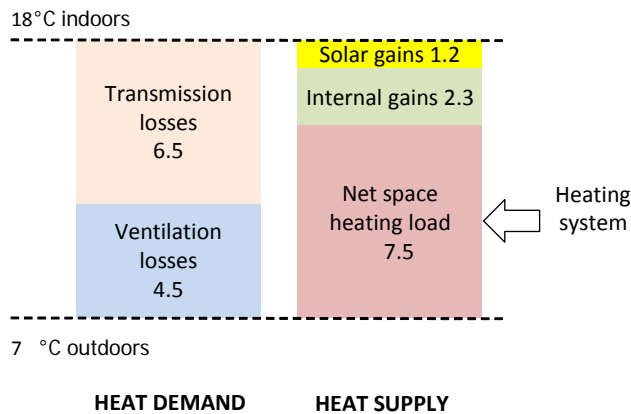 18°C indoors
Solar gains 1.2
Transmission
losses
6.5
Internal gains 2.3
Net space
heating load
7.5
Heating
system
Ventilation
losses
4.5
7 °C outdoors
HEAT DEMAND
HEAT SUPPLY